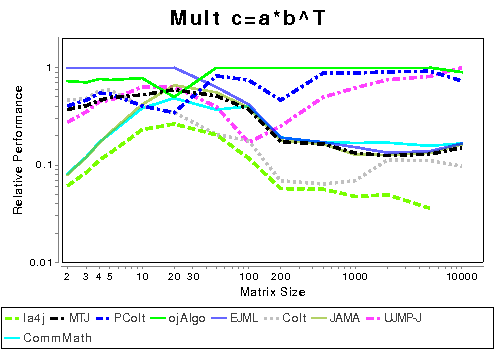 Mult c=a*b^T
Relative Performance
1
0.1
0.01
2 3 4 5 10 20 30 100 200 1000 2000 10000
Matrix Size
la4j MTJ PColt ojAlgo EJML Colt JAMA UJMP-J
CommMath